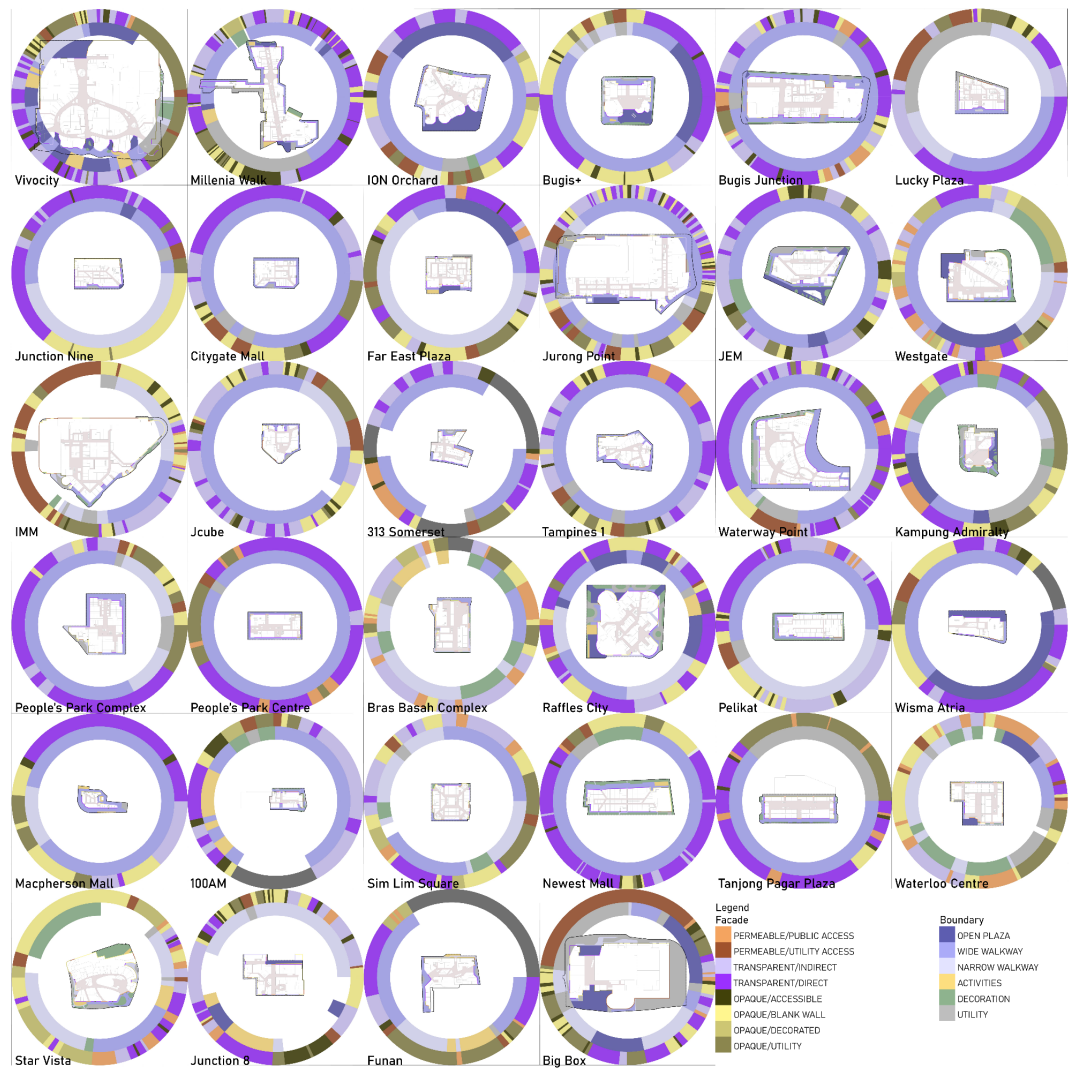 Vivocity
Millenia Walk
ION Orchard
Bugis+
Bugis Junction
Lucky Plaza
Junction Nine
Citygate Mall
Far East Plaza
Jurong Point
JEM
Westgate
IMM
Jcube
313 Somerset
Tampines 1
Waterway Point
Kampung Admiralty
People's Park Complex
People's Park Centre
Bras Basah Complex
Raffles City
Pelikat
Wisma Atria
Macpherson Mall
100AM
Sim Lim Square
Newest Mall
Tanjong Pagar Plaza
Waterloo Centre
Star Vista
Junction 8
Funan
Big Box
Legend
Facade
PERMEABLE/PUBLIC ACCESS
PERMEABLE/UTILITY ACCESS
TRANSPARENT/INDIRECT
TRANSPARENT/DIRECT
OPAQUE/ACCESSIBLE
OPAQUE/BLANK WALL
OPAQUE/DECORATED
OPAQUE/UTILITY
Boundary
OPEN PLAZA
WIDE WALKWAY
NARROW WALKWAY
ACTIVITIES
DECORATION
UTILITY